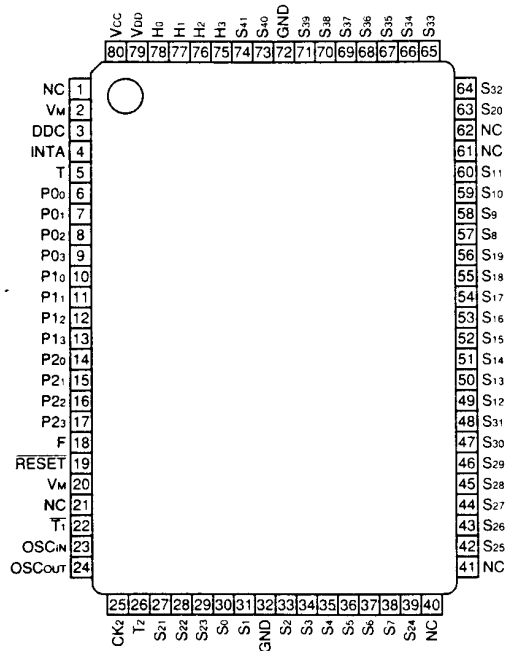 VCC VDD H0 H1 H2 H3 S41 S40 GND S39 S38 S37 S36 S35 S34 S33
80 79 78 77 76 75 74 73 72 71 70 69 68 67 66 65
NC 1
VM 2
DDC 3
INTA 4
T 5
P00 6
P01 7
P02 8
P03 9
P10 10
P11 11
P12 12
P13 13
P20 14
P21 15
P22 16
P23 17
F 18
RESET 19
VM 20
NC 21
T1 22
OSCIN 23
OSCOUT 24
64 S32
63 S20
62 NC
61 NC
60 S11
59 S10
58 S9
57 S8
56 S19
55 S18
54 S17
53 S16
52 S15
51 S14
50 S13
49 S12
48 S31
47 S30
46 S29
45 S28
44 S27
43 S26
42 S25
41 NC
25 26 27 28 29 30 31 32 33 34 35 36 37 38 39 40
CK2 T2 S21 S22 S23 S0 S1 GND S2 S3 S4 S5 S6 S7 S24 NC